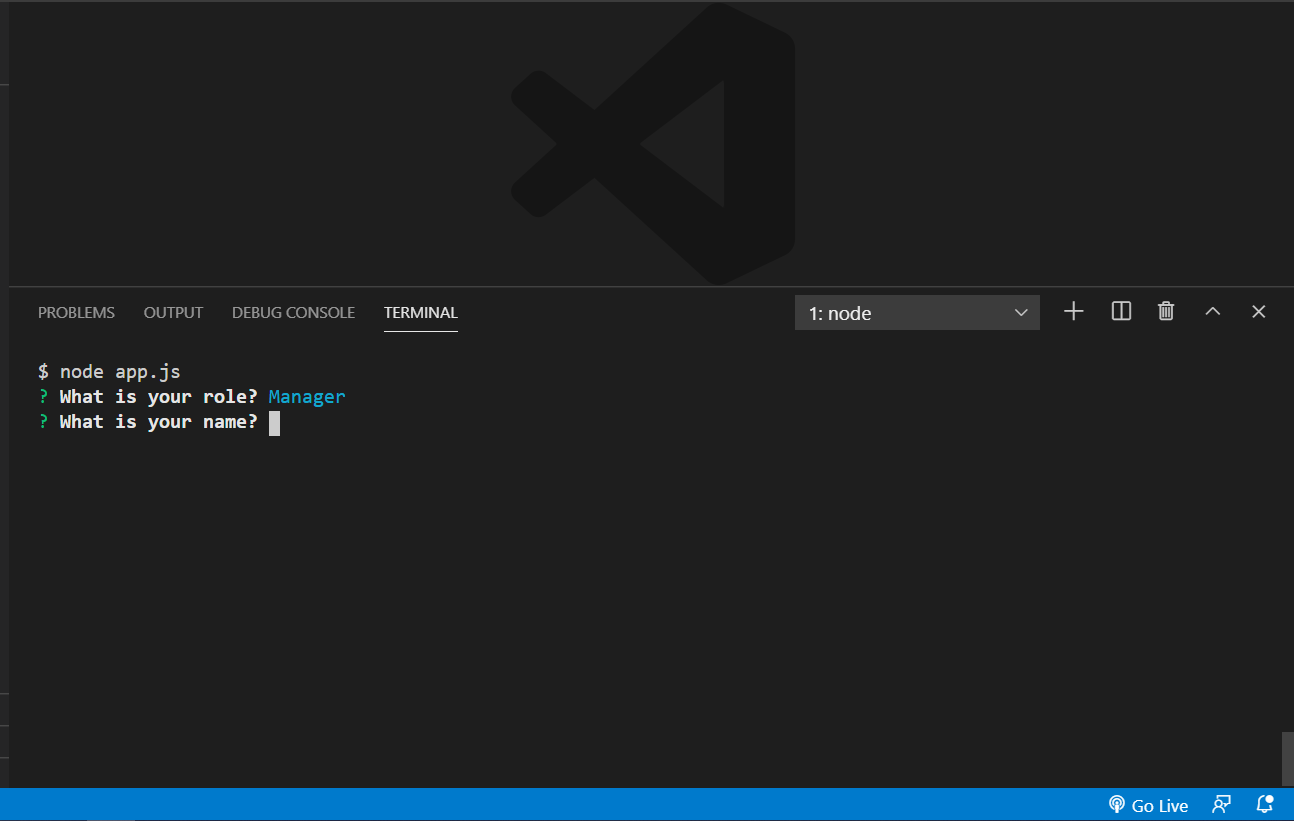 PROBLEMS OUTPUT DEBUG CONSOLE TERMINAL 1: node
$ node app.js
? What is your role? Manager
? What is your name?
Go Live